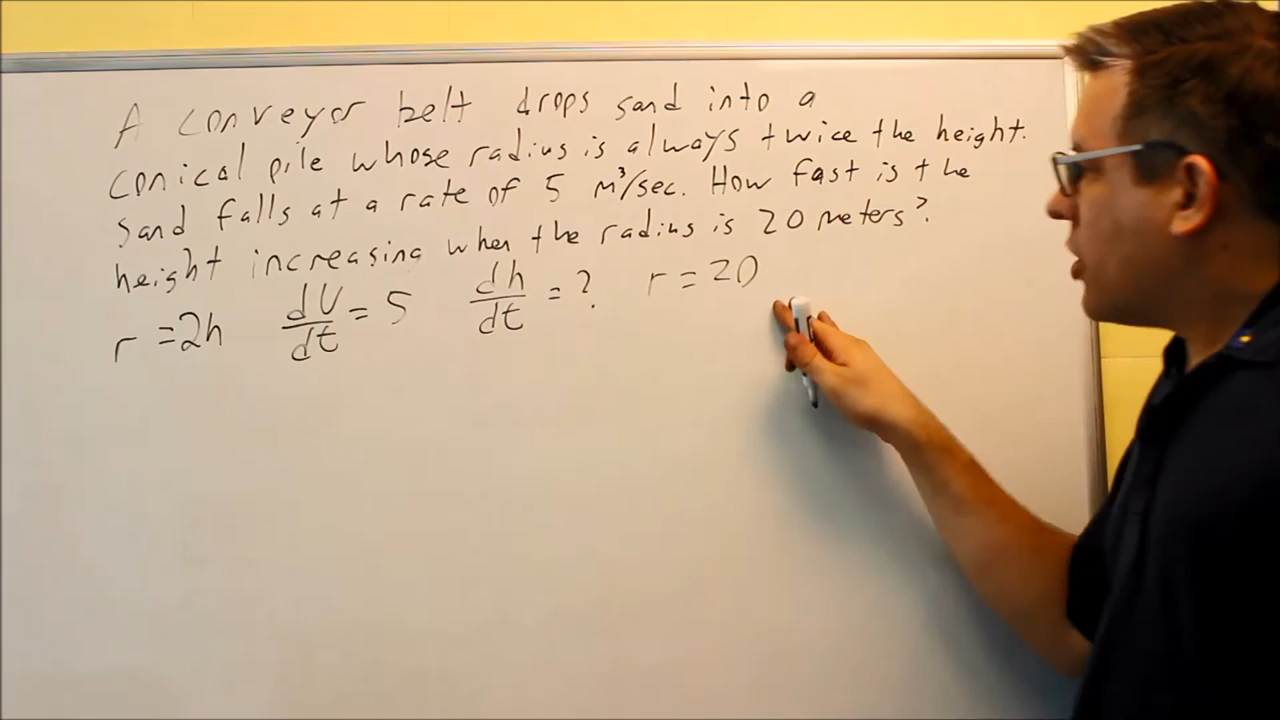 A conveyor belt drops sand into a
conical pile whose radius is always twice the height.
Sand falls at a rate of 5 m³/sec. How fast is the
height increasing when the radius is 20 meters?
r = 2h dV/dt = 5 dh/dt = ? r = 20